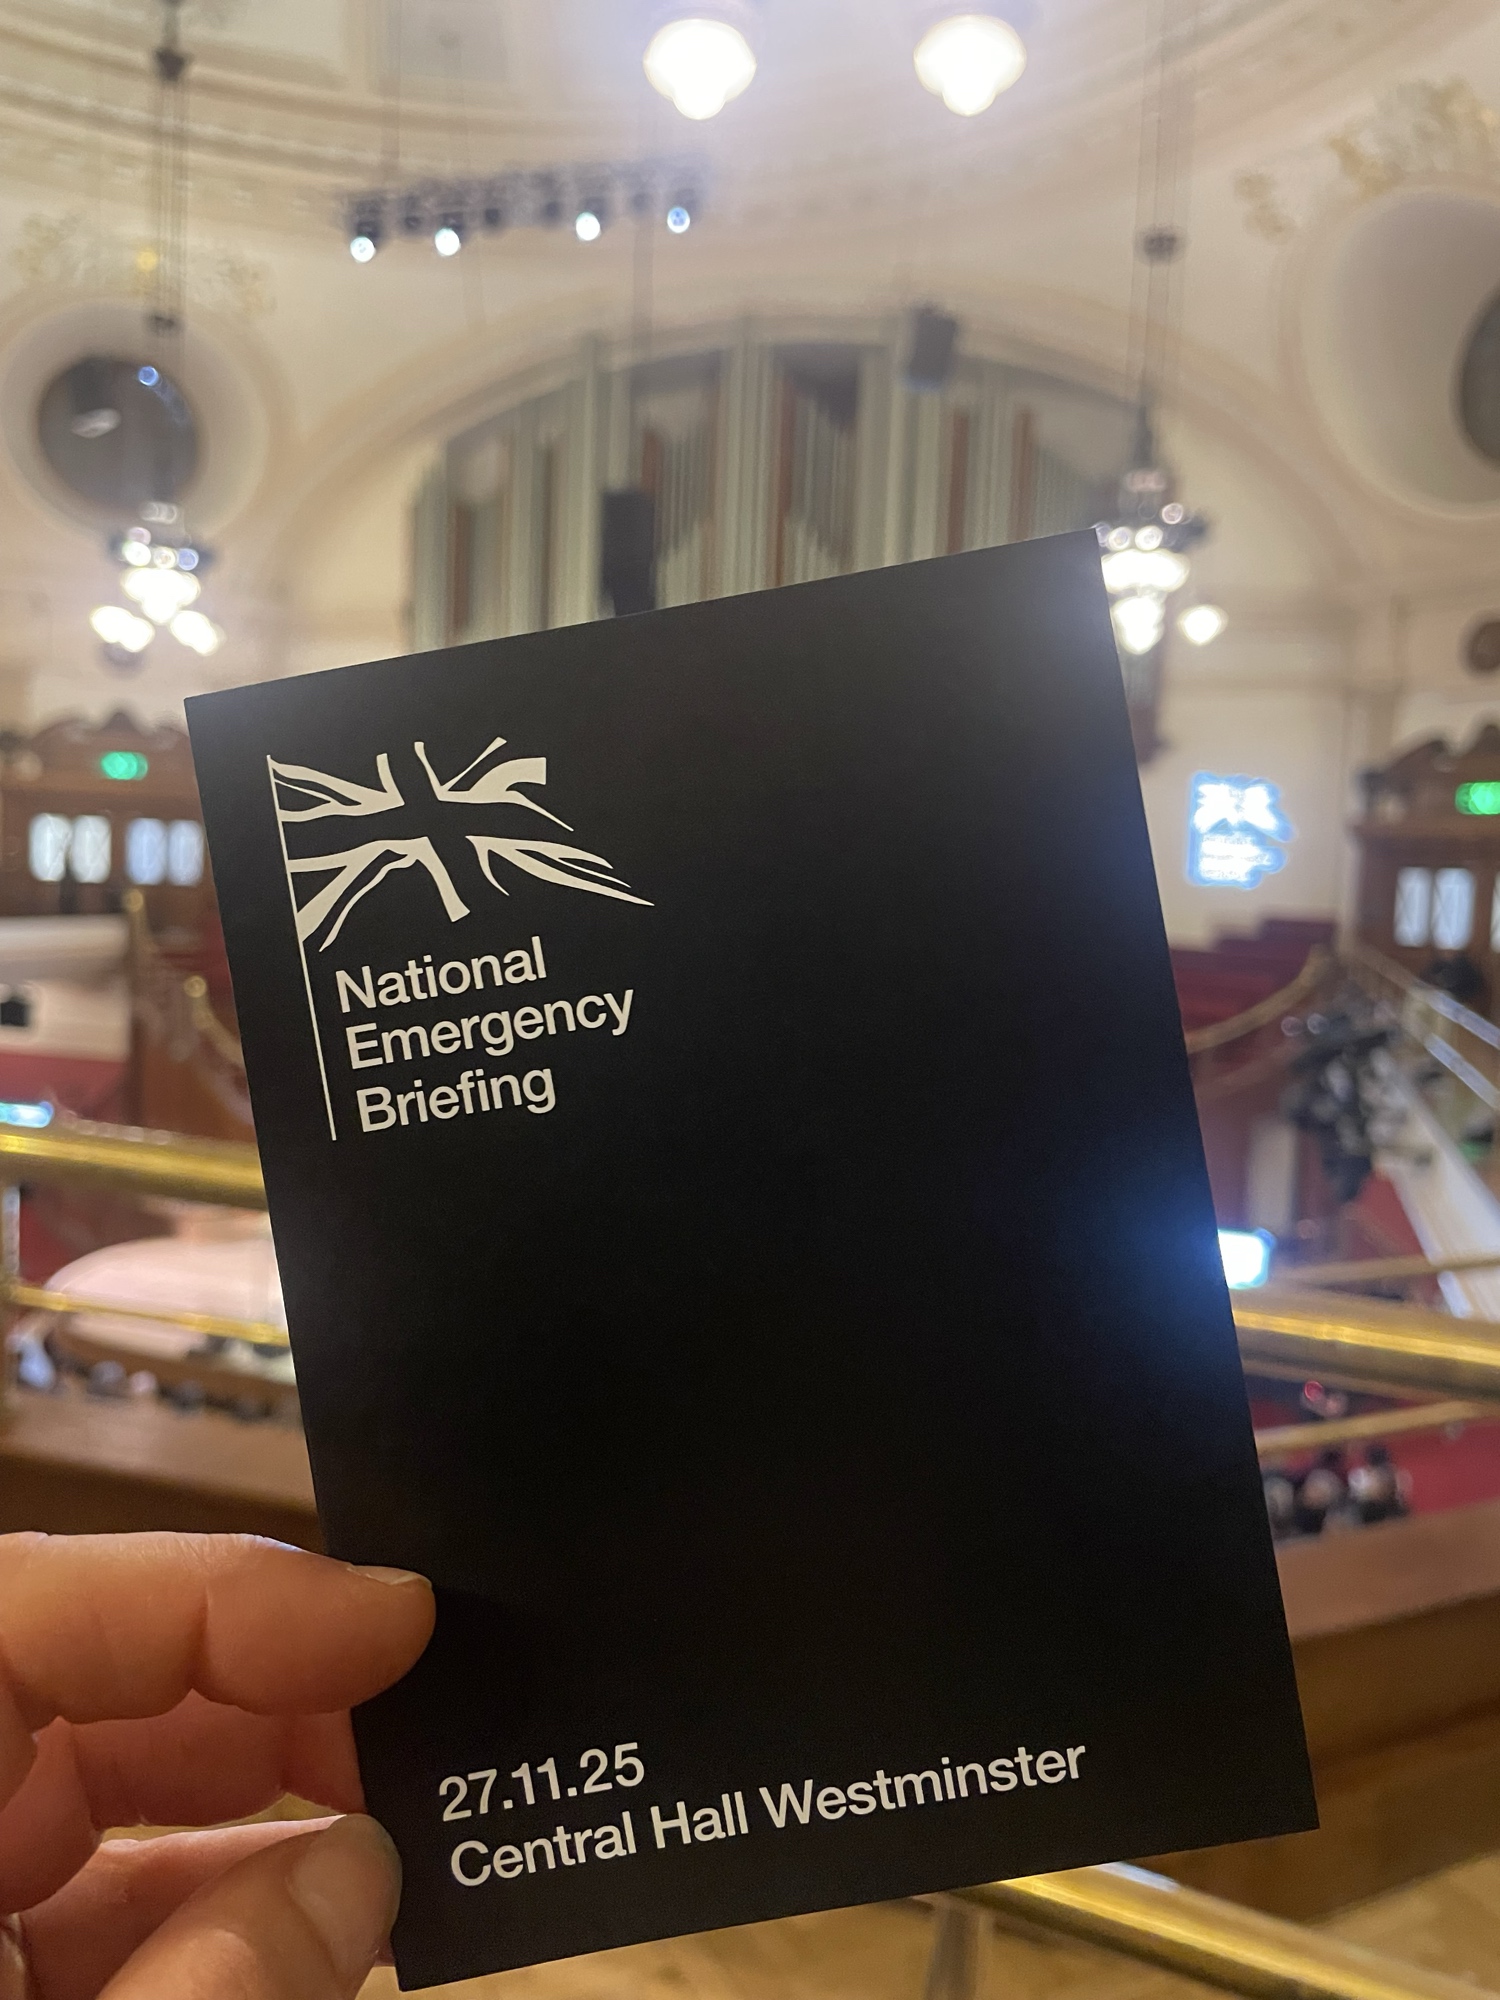 National
Emergency
Briefing
27.11.25
Central Hall Westminster